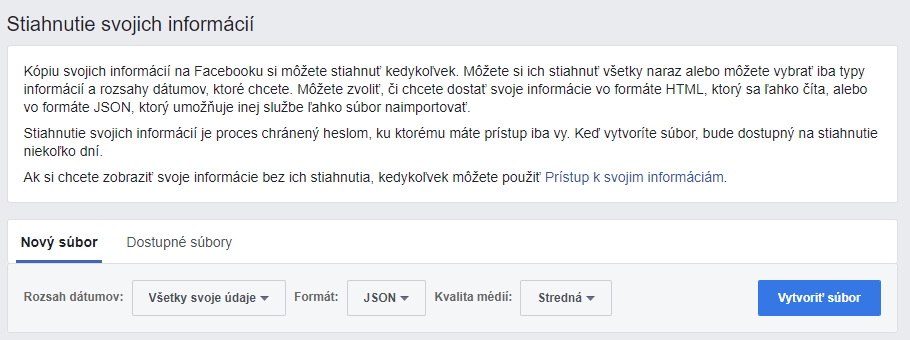 Stiahnutie svojich informácií
Kópiu svojich informácií na Facebooku si môžete stiahnuť kedykoľvek. Môžete si ich stiahnuť všetky naraz alebo môžete vybrať iba typy
informácií a rozsahy dátumov, ktoré chcete. Môžete zvoliť, či chcete dostať svoje informácie vo formáte HTML, ktorý sa ľahko číta, alebo
vo formáte JSON, ktorý umožňuje inej službe ľahko súbor naimportovať.
Stiahnutie svojich informácií je proces chránený heslom, ku ktorému máte prístup iba vy. Keď vytvoríte súbor, bude dostupný na stiahnutie
niekoľko dní.
Ak si chcete zobraziť svoje informácie bez ich stiahnutia, kedykoľvek môžete použiť Prístup k svojim informáciám.
Nový súbor Dostupné súbory
Rozsah dátumov: Všetky svoje údaje Formát: JSON Kvalita médií: Stredná Vytvoriť súbor